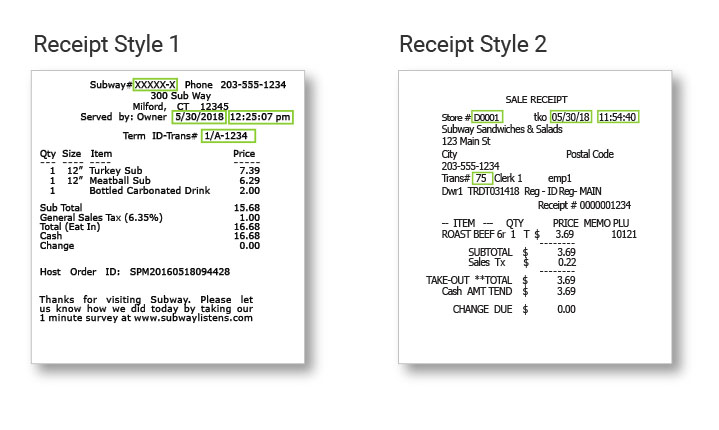 Receipt Style 1
Subway# XXXXX-X Phone 203-555-1234
300 Sub Way
Milford, CT 12345
Served by: Owner 5/30/2018 12:25:07 pm
Term ID-Trans# 1/A-1234
Qty Size Item Price
---- ----- ---- -----
1 12" Turkey Sub 7.39
1 12" Meatball Sub 6.29
1 Bottled Carbonated Drink 2.00
Sub Total 15.68
General Sales Tax (6.35%) 1.00
Total (Eat In) 16.68
Cash 16.68
Change 0.00
Host Order ID: SPM20160518094428
Thanks for visiting Subway. Please let
us know how we did today by taking our
1 minute survey at www.subwaylistens.com
Receipt Style 2
SALE RECEIPT
Store # D0001 tko 05/30/18 11:54:40
Subway Sandwiches & Salads
123 Main St
City Postal Code
203-555-1234
Trans# 75 Clerk 1 emp1
Dwr1 TRDT031418 Reg - ID Reg- MAIN
Receipt # 0000001234
-- ITEM --- QTY PRICE MEMO PLU
ROAST BEEF 6r 1 T $ 3.69 10121
--------
SUBTOTAL $ 3.69
Sales Tx $ 0.22
--------
TAKE-OUT **TOTAL $ 3.69
Cash AMT TEND $ 3.69
CHANGE DUE $ 0.00